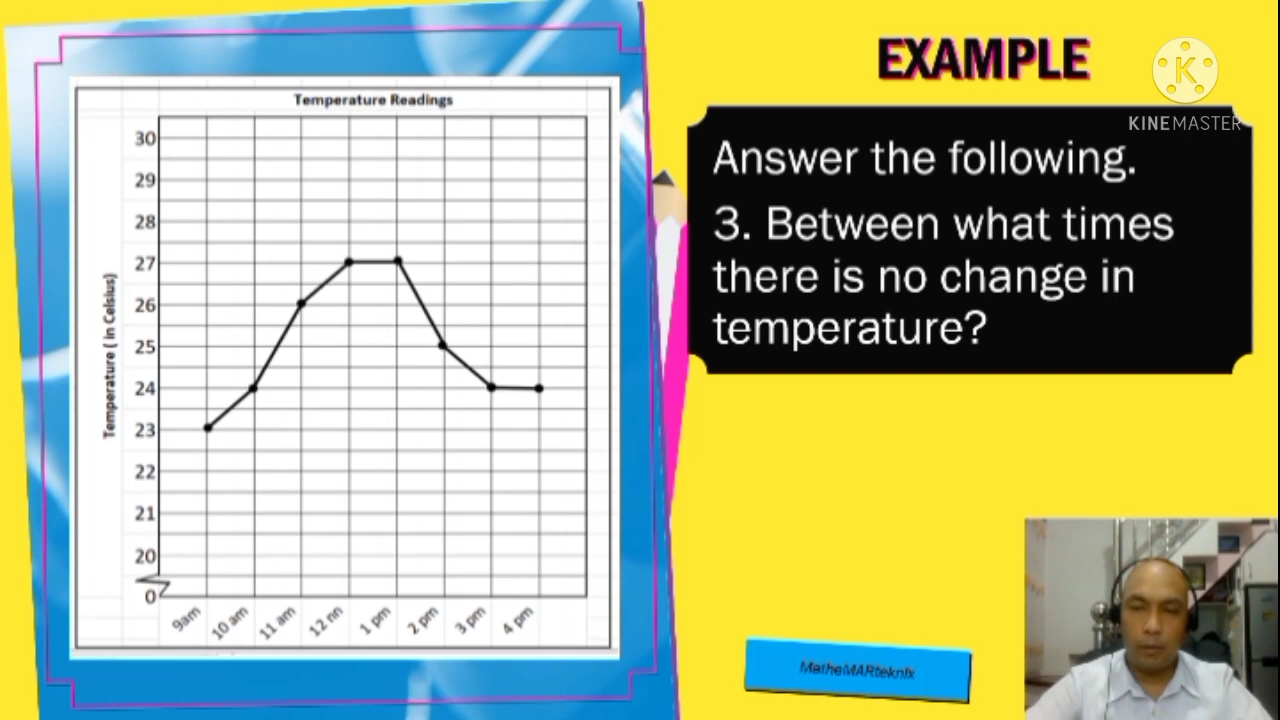 Temperature Readings
30
29
28
27
26
25
24
23
22
21
20
0
Temperature ( in Celsius)
9am
10 am
11 am
12 nn
1 pm
2 pm
3 pm
4 pm
EXAMPLE
K
KINEMASTER
Answer the following.
3. Between what times
there is no change in
temperature?
MatheMARteknix